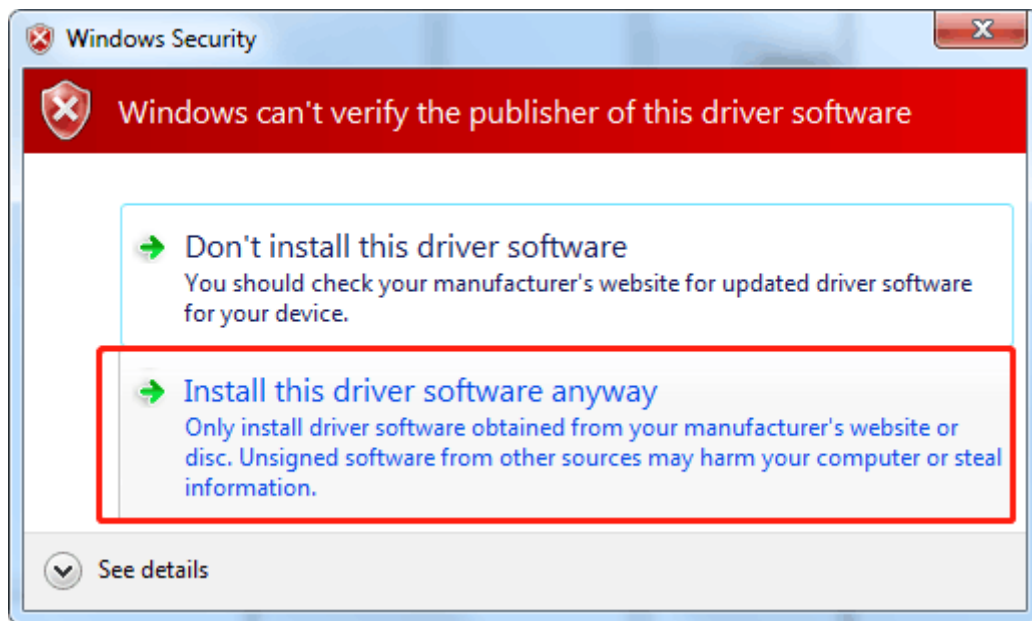 Windows Security
Windows can't verify the publisher of this driver software
Don't install this driver software
You should check your manufacturer's website for updated driver software
for your device.
Install this driver software anyway
Only install driver software obtained from your manufacturer's website or
disc. Unsigned software from other sources may harm your computer or steal
information.
See details